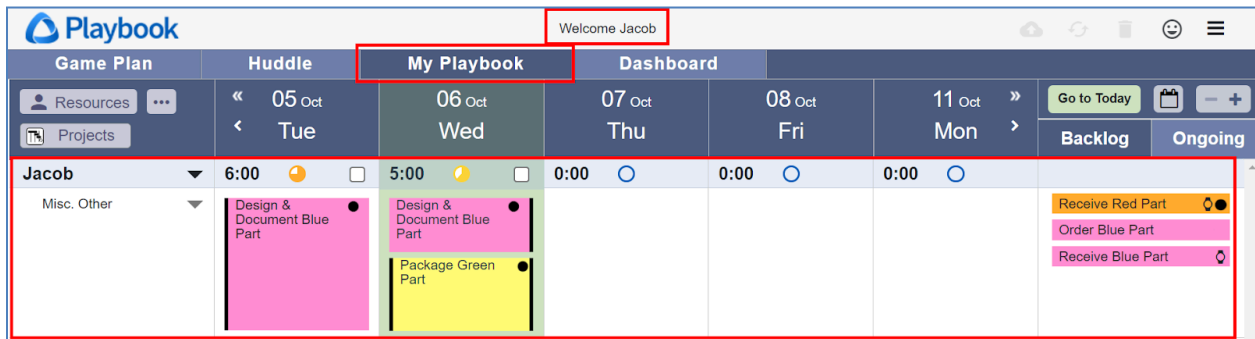 Playbook
Welcome Jacob
Game Plan Huddle My Playbook Dashboard
Resources ••• « 05 Oct 06 Oct 07 Oct 08 Oct 11 Oct » Go to Today − +
Projects < Tue Wed Thu Fri Mon > Backlog Ongoing
Jacob 6:00 5:00 0:00 0:00 0:00
Misc. Other
Design &
Document Blue
Part
Design &
Document Blue
Part
Package Green
Part
Receive Red Part
Order Blue Part
Receive Blue Part